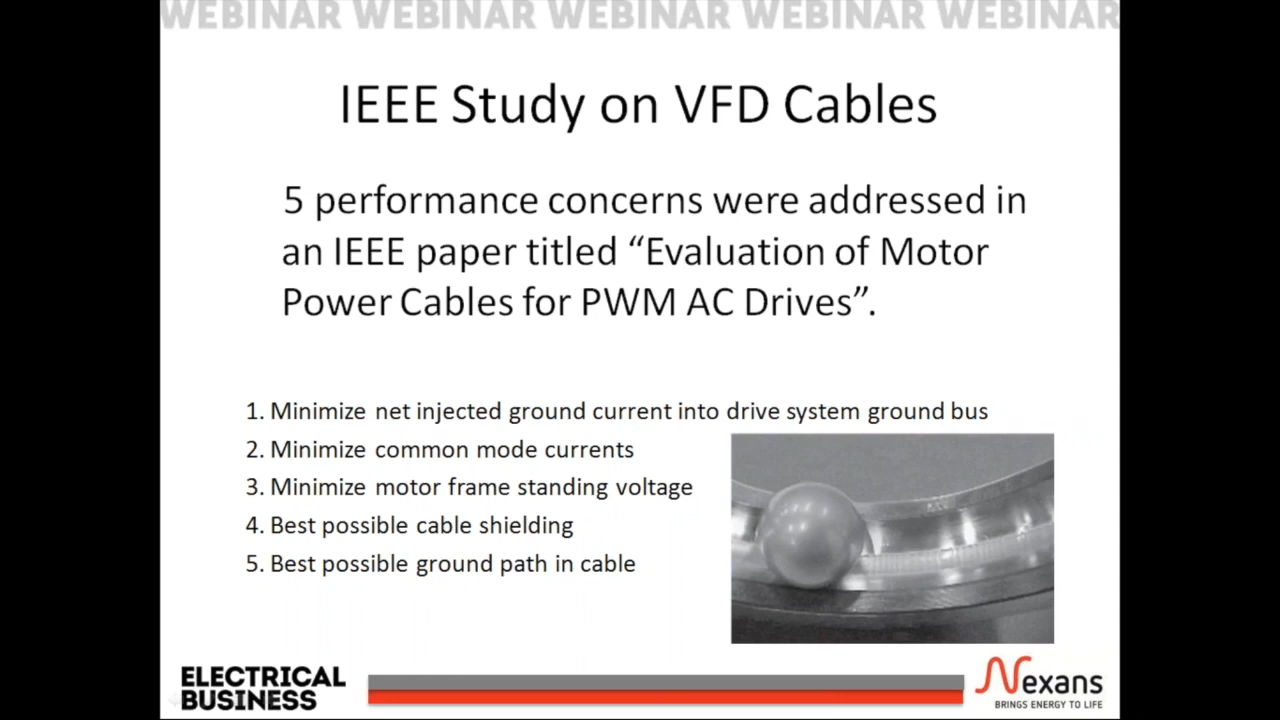 WEBINAR WEBINAR WEBINAR WEBINAR WEBINAR WEBINAR
IEEE Study on VFD Cables
5 performance concerns were addressed in
an IEEE paper titled “Evaluation of Motor
Power Cables for PWM AC Drives”.
1. Minimize net injected ground current into drive system ground bus
2. Minimize common mode currents
3. Minimize motor frame standing voltage
4. Best possible cable shielding
5. Best possible ground path in cable
ELECTRICAL
BUSINESS
Nexans
BRINGS ENERGY TO LIFE